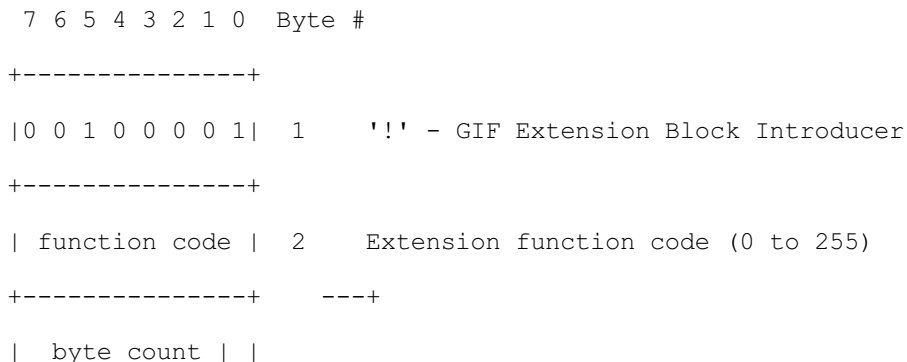 7 6 5 4 3 2 1 0  Byte #
+---------------+
|0 0 1 0 0 0 0 1|  1    '!' - GIF Extension Block Introducer
+---------------+
| function code |  2    Extension function code (0 to 255)
+---------------+    ---+
|  byte count | |